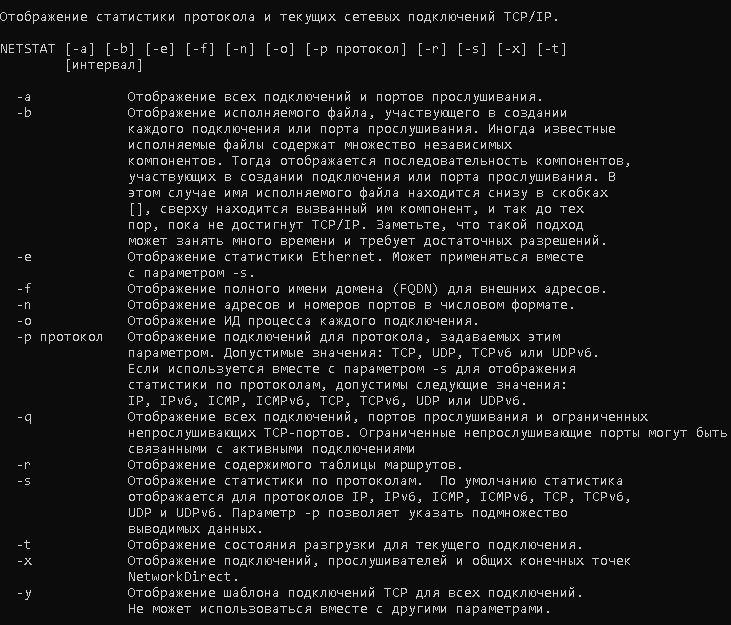 Отображение статистики протокола и текущих сетевых подключений TCP/IP.
NETSTAT [-a] [-b] [-e] [-f] [-n] [-o] [-p протокол] [-r] [-s] [-x] [-t]
[интервал]
-a Отображение всех подключений и портов прослушивания.
-b Отображение исполняемого файла, участвующего в создании
каждого подключения или порта прослушивания. Иногда известные
исполняемые файлы содержат множество независимых
компонентов. Тогда отображается последовательность компонентов,
участвующих в создании подключения или порта прослушивания. В
этом случае имя исполняемого файла находится снизу в скобках
[], сверху находится вызванный им компонент, и так до тех
пор, пока не достигнут TCP/IP. Заметьте, что такой подход
может занять много времени и требует достаточных разрешений.
-e Отображение статистики Ethernet. Может применяться вместе
с параметром -s.
-f Отображение полного имени домена (FQDN) для внешних адресов.
-n Отображение адресов и номеров портов в числовом формате.
-o Отображение ИД процесса каждого подключения.
-p протокол Отображение подключений для протокола, задаваемых этим
параметром. Допустимые значения: TCP, UDP, TCPv6 или UDPv6.
Если используется вместе с параметром -s для отображения
статистики по протоколам, допустимы следующие значения:
IP, IPv6, ICMP, ICMPv6, TCP, TCPv6, UDP или UDPv6.
-q Отображение всех подключений, портов прослушивания и ограниченных
непрослушивающих TCP-портов. Ограниченные непрослушивающие порты могут быть
связанными с активными подключениями
-r Отображение содержимого таблицы маршрутов.
-s Отображение статистики по протоколам.  По умолчанию статистика
отображается для протоколов IP, IPv6, ICMP, ICMPv6, TCP, TCPv6,
UDP и UDPv6. Параметр -p позволяет указать подмножество
выводимых данных.
-t Отображение состояния разгрузки для текущего подключения.
-x Отображение подключений, прослушивателей и общих конечных точек
NetworkDirect.
-y Отображение шаблона подключений TCP для всех подключений.
Не может использоваться вместе с другими параметрами.